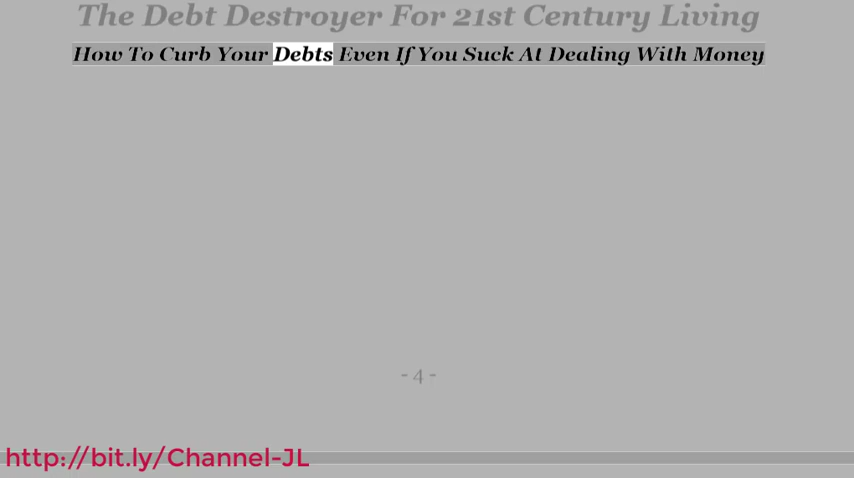 The Debt Destroyer For 21st Century Living
How To Curb Your Debts Even If You Suck At Dealing With Money
- 4 -
http://bit.ly/Channel-JL